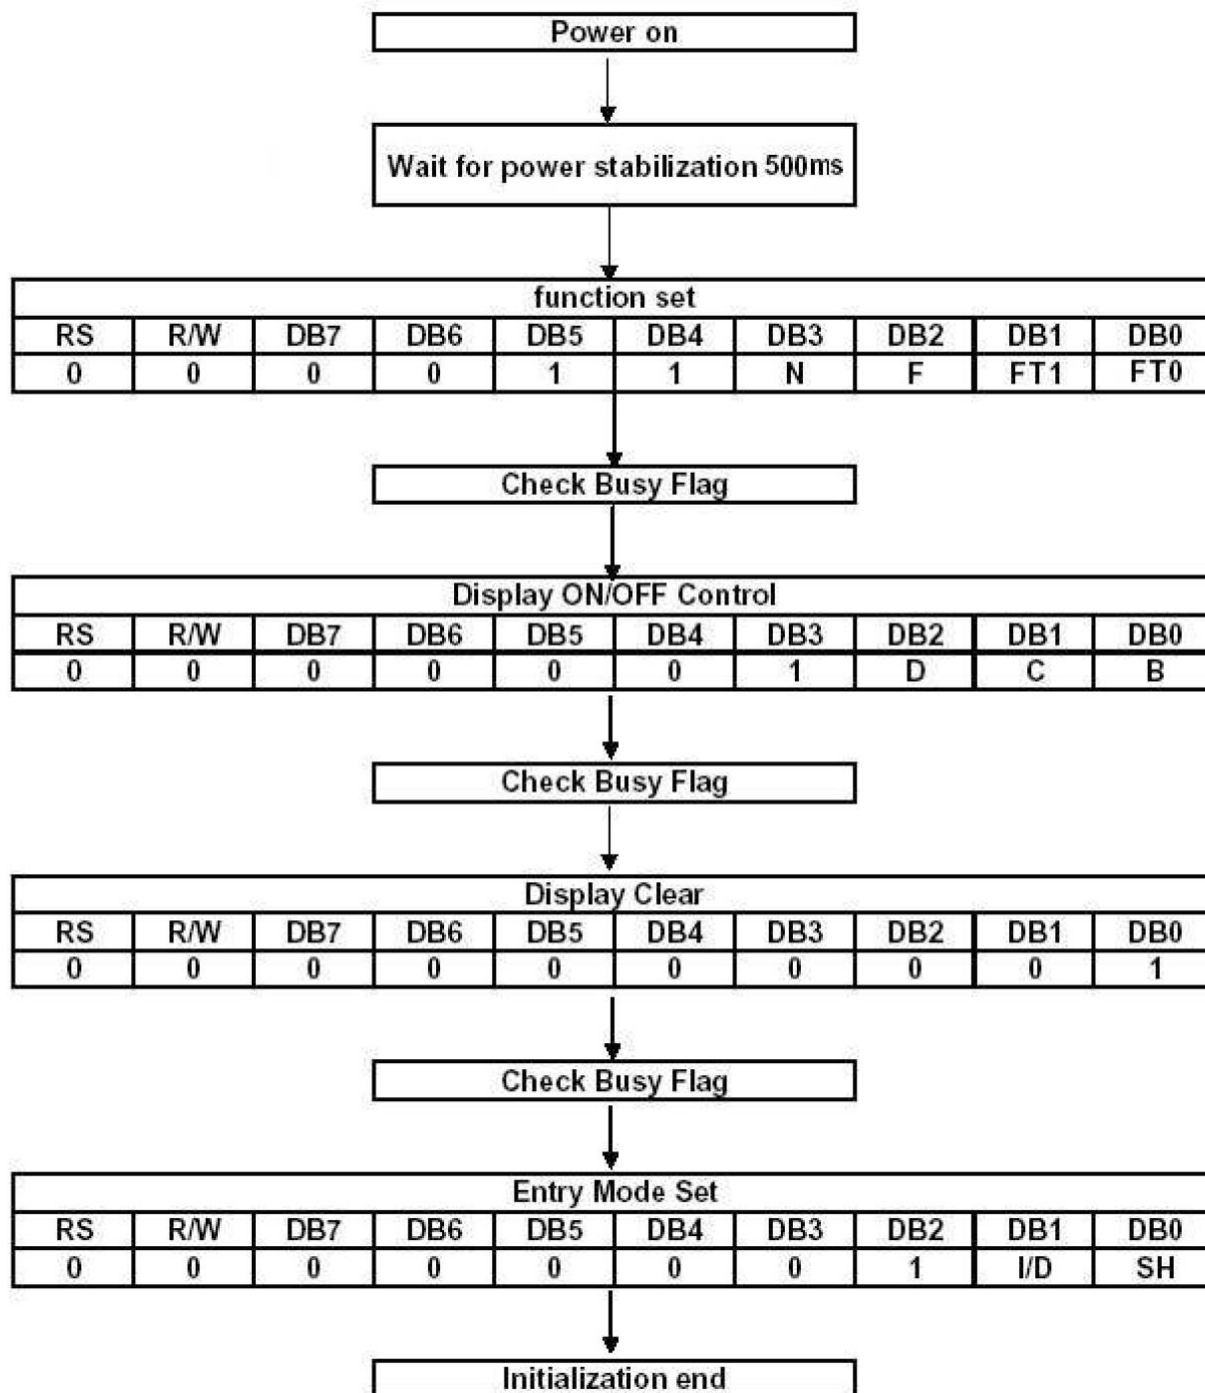 Power on
Wait for power stabilization 500ms
function set
RS R/W DB7 DB6 DB5 DB4 DB3 DB2 DB1 DB0
0 0 0 0 1 1 N F FT1 FT0
Check Busy Flag
Display ON/OFF Control
RS R/W DB7 DB6 DB5 DB4 DB3 DB2 DB1 DB0
0 0 0 0 0 0 1 D C B
Check Busy Flag
Display Clear
RS R/W DB7 DB6 DB5 DB4 DB3 DB2 DB1 DB0
0 0 0 0 0 0 0 0 0 1
Check Busy Flag
Entry Mode Set
RS R/W DB7 DB6 DB5 DB4 DB3 DB2 DB1 DB0
0 0 0 0 0 0 0 1 I/D SH
Initialization end